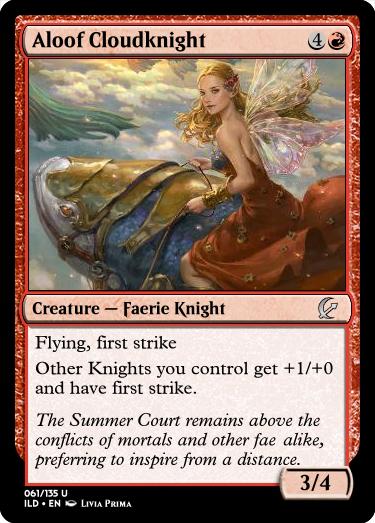 Aloof Cloudknight 4
Creature — Faerie Knight
Flying, first strike
Other Knights you control get +1/+0
and have first strike.
The Summer Court remains above the
conflicts of mortals and other fae alike,
preferring to inspire from a distance.
3/4
061/135 U
ILD • EN Livia Prima